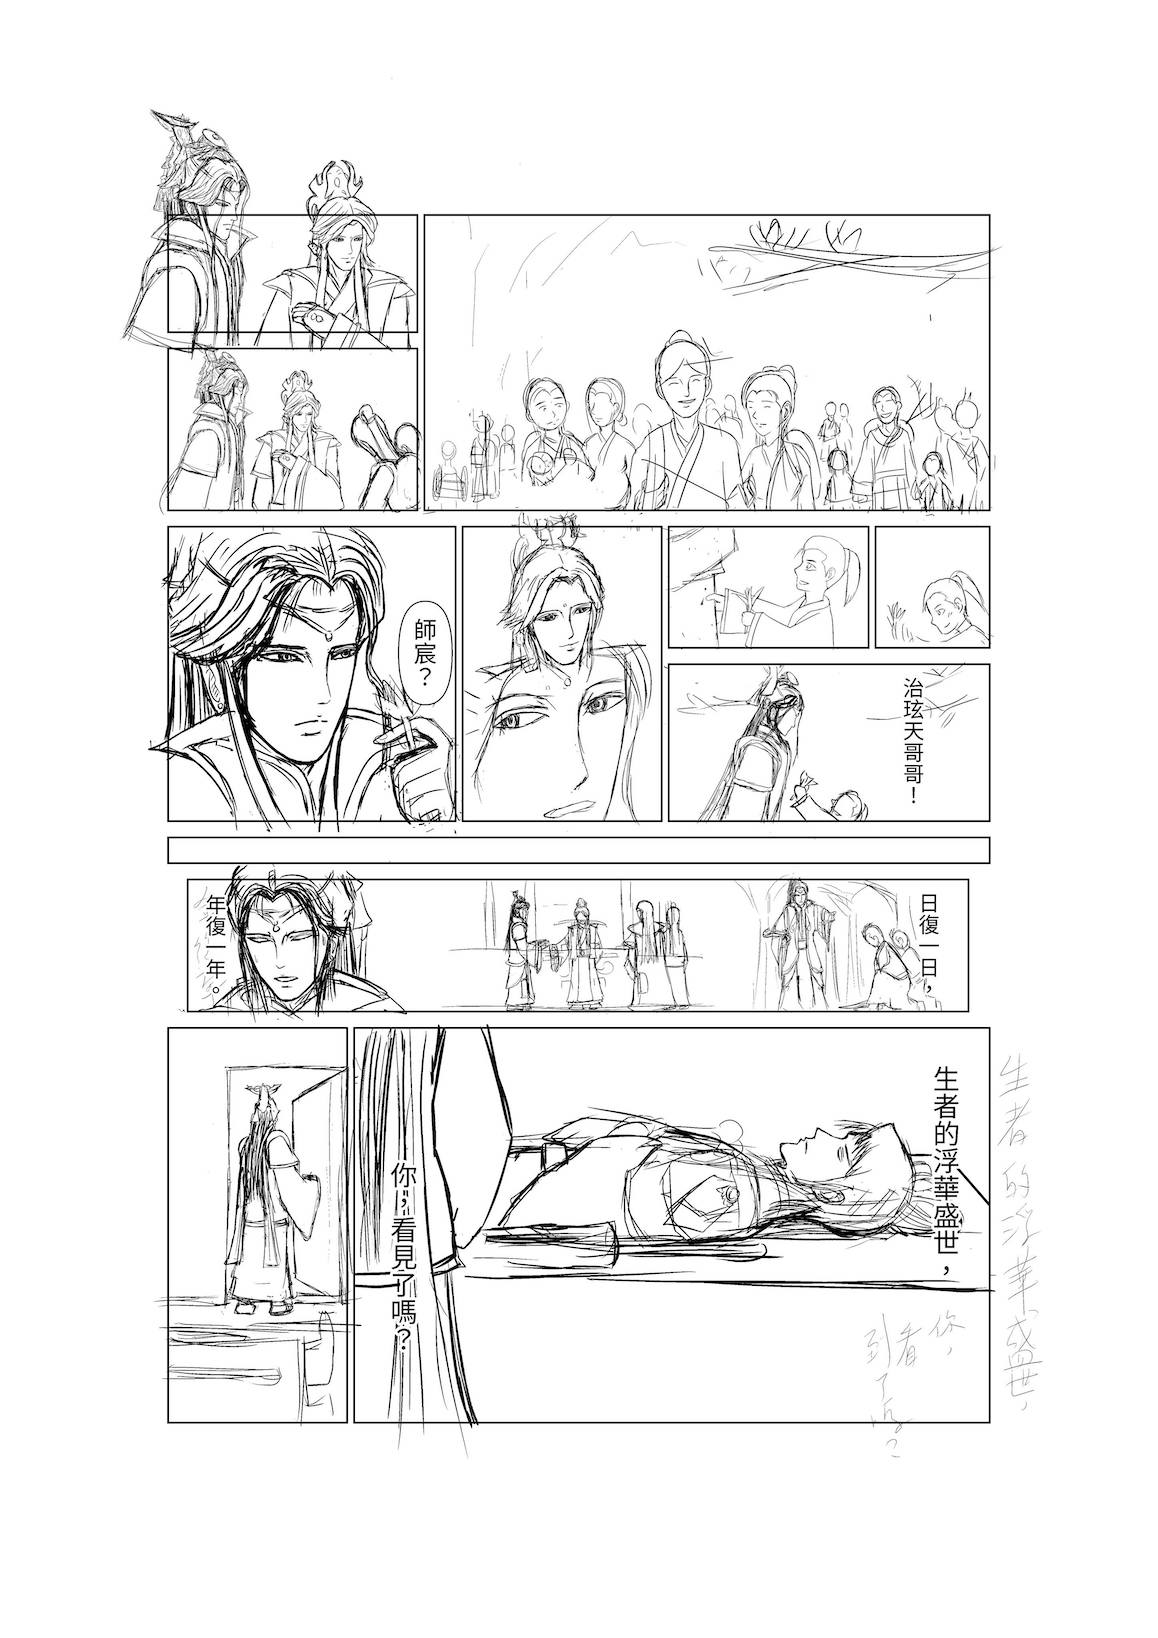 治玹天哥哥！
師宸？
日復一日，
年復一年。
生者的浮華盛世，
你，看見了嗎？
生者的浮華盛世，
你，
看
到了嗎？